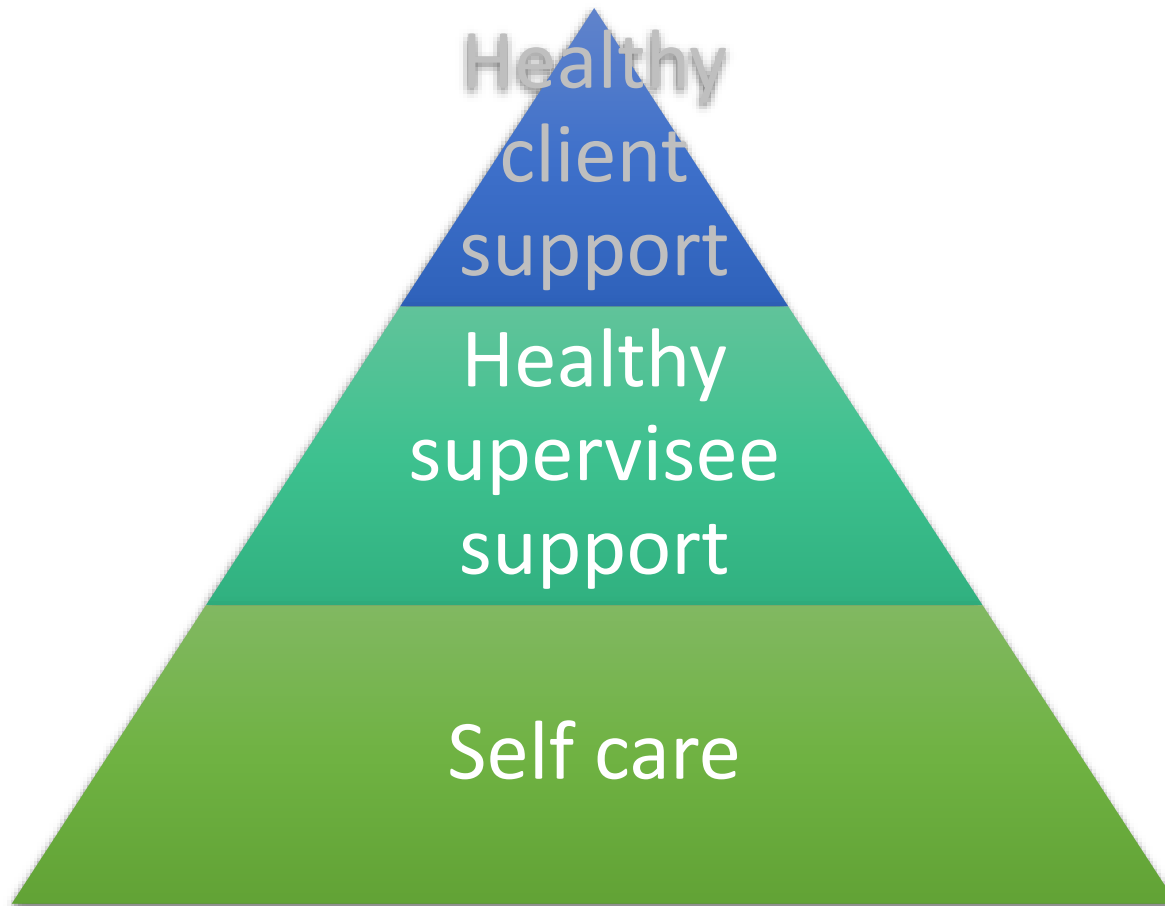 Healthy
client
support
Healthy
supervisee
support
Self care